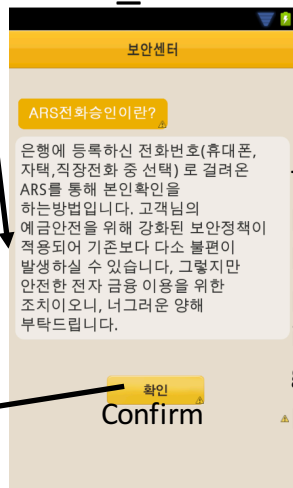 보안센터
ARS전화승인이란?
은행에 등록하신 전화번호(휴대폰,
자택,직장전화 중 선택) 로 걸려온
ARS를 통해 본인확인을
하는방법입니다. 고객님의
예금안전을 위해 강화된 보안정책이
적용되어 기존보다 다소 불편이
발생하실 수 있습니다, 그렇지만
안전한 전자 금융 이용을 위한
조치이오니, 너그러운 양해
부탁드립니다.
확인
Confirm